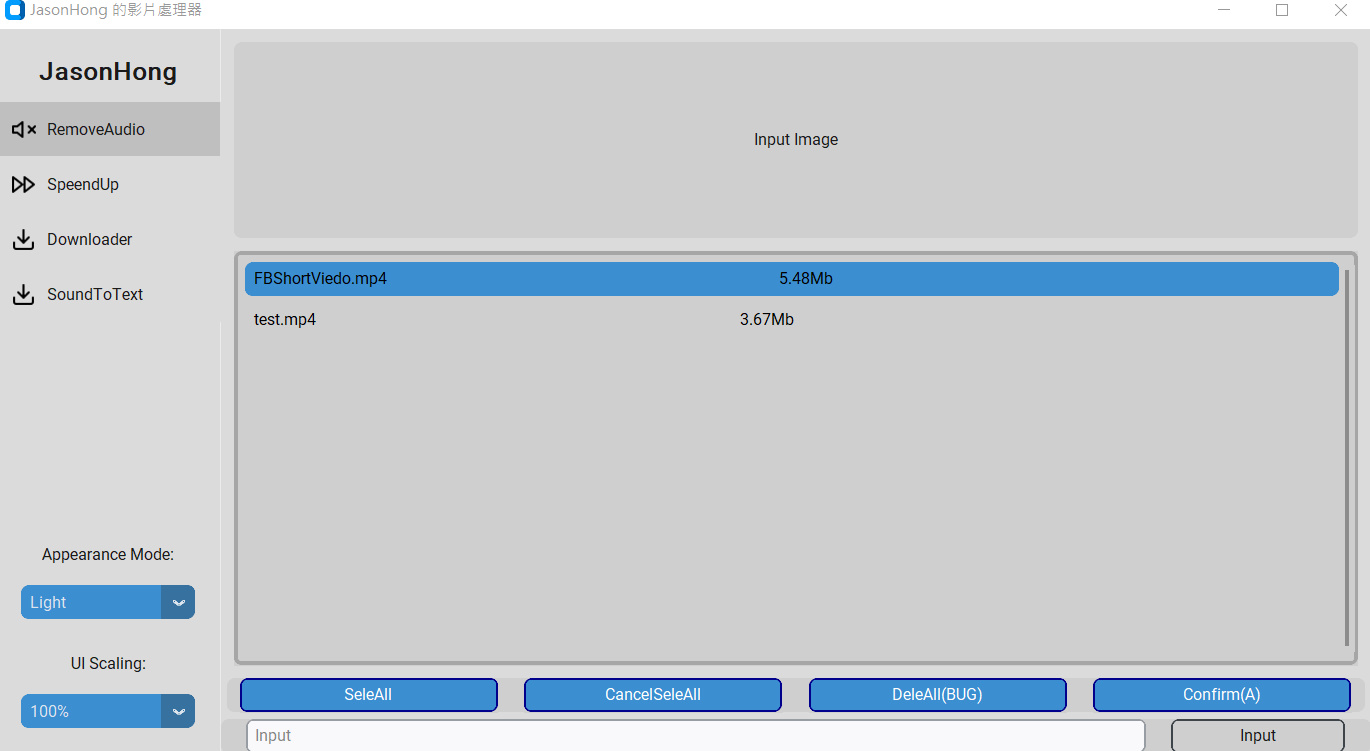 JasonHong 的影片處理器
JasonHong
RemoveAudio
SpeendUp
Downloader
SoundToText
Appearance Mode:
Light
UI Scaling:
100%
Input Image
FBShortViedo.mp4 5.48Mb
test.mp4 3.67Mb
SeleAll CancelSeleAll DeleAll(BUG) Confirm(A)
Input Input